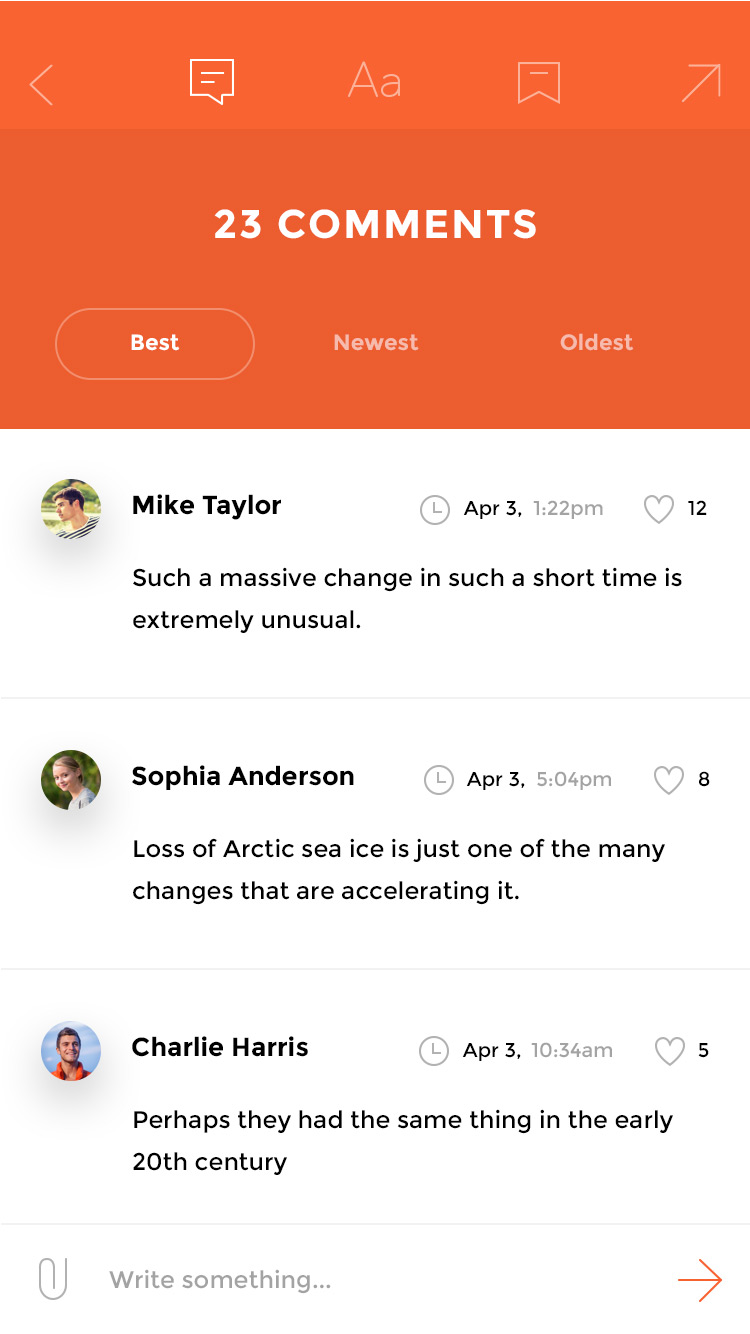 Aa
23 COMMENTS
Best Newest Oldest
Mike Taylor Apr 3, 1:22pm 12
Such a massive change in such a short time is
extremely unusual.
Sophia Anderson Apr 3, 5:04pm 8
Loss of Arctic sea ice is just one of the many
changes that are accelerating it.
Charlie Harris Apr 3, 10:34am 5
Perhaps they had the same thing in the early
20th century
Write something...